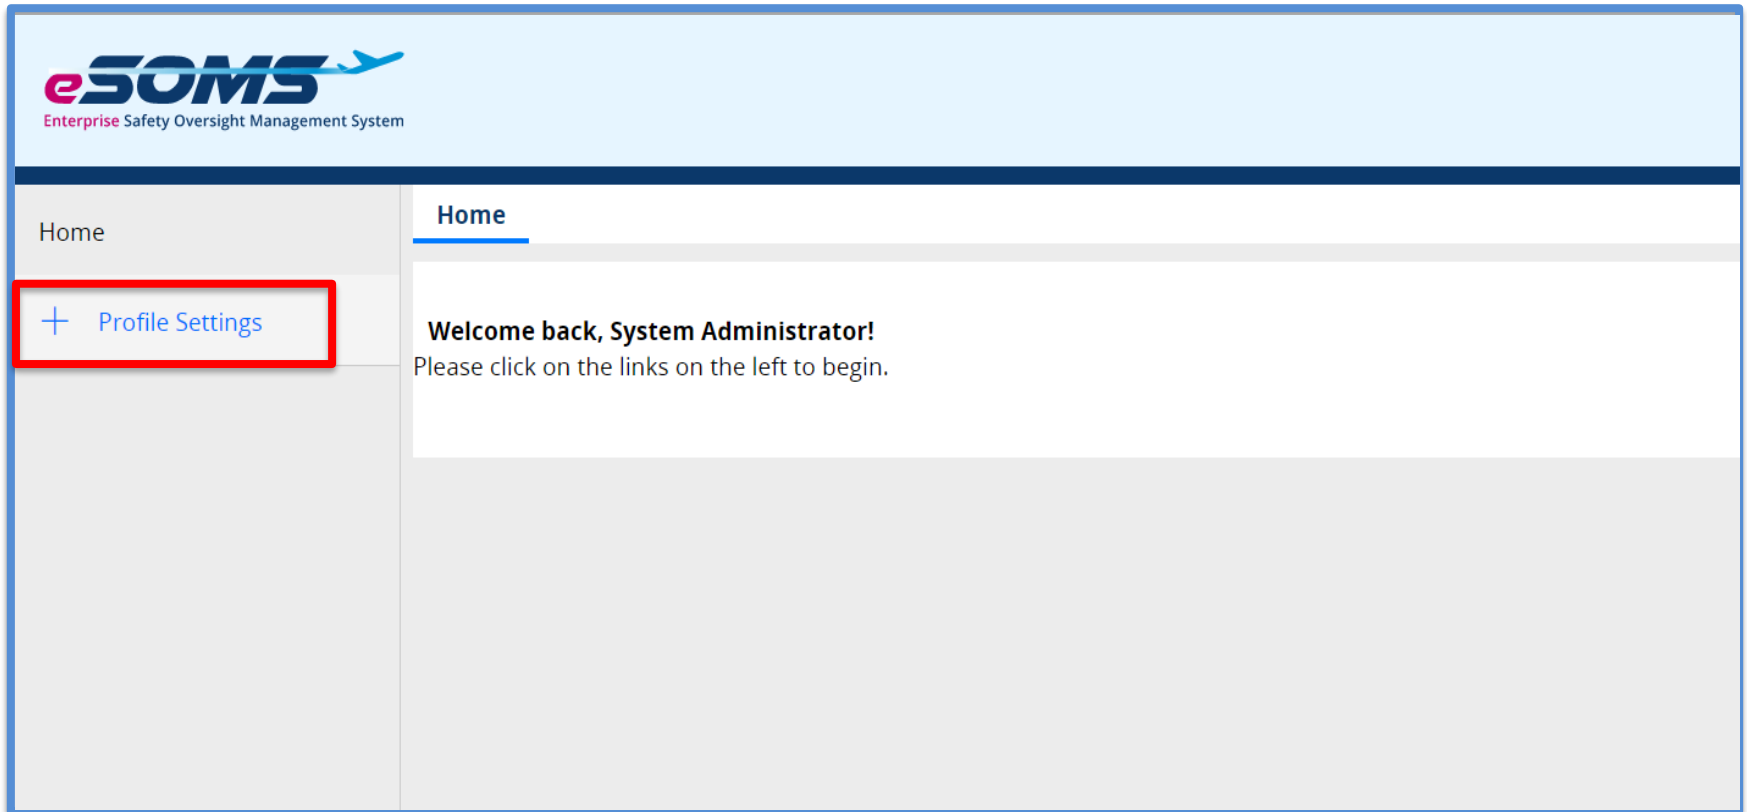 eSOMS
Enterprise Safety Oversight Management System
Home
Profile Settings
Home
Welcome back, System Administrator!
Please click on the links on the left to begin.